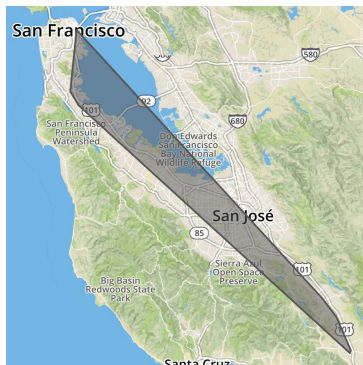 San Francisco
580
92
101
680
San Francisco
Peninsula
Watershed
Don Edwards
San Francisco
Bay National
Wildlife Refuge
San José
85
Sierra Azul
Open Space
Preserve
101
Big Basin
Redwoods State
Park
101
Santa Cruz